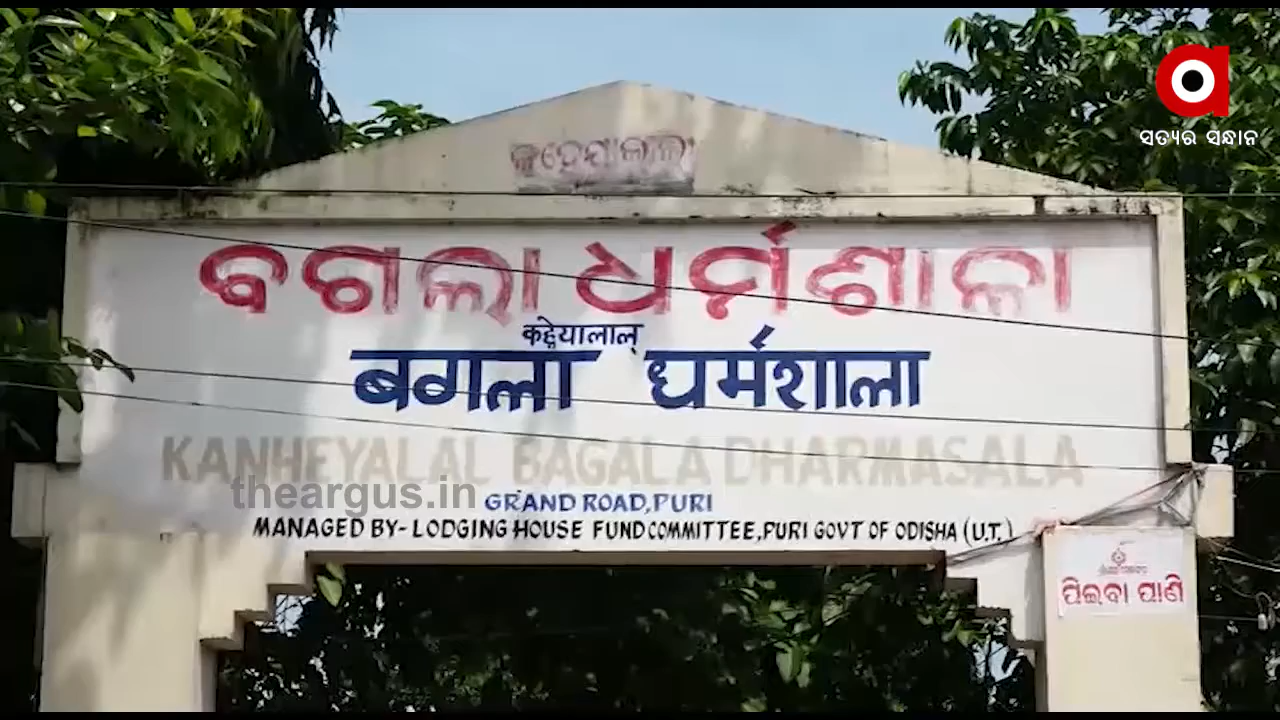 ସତ୍ୟର ସନ୍ଧାନ
ବଗଲା ଧର୍ମଶାଳା
कन्हेयालाल्
बगला धर्मशाला
KANHEYALAL BAGALA DHARMASALA
theargus.in
GRAND ROAD, PURI
MANAGED BY- LODGING HOUSE FUND COMMITTEE, PURI GOVT OF ODISHA (U.T.)
ପିଇବା ପାଣି